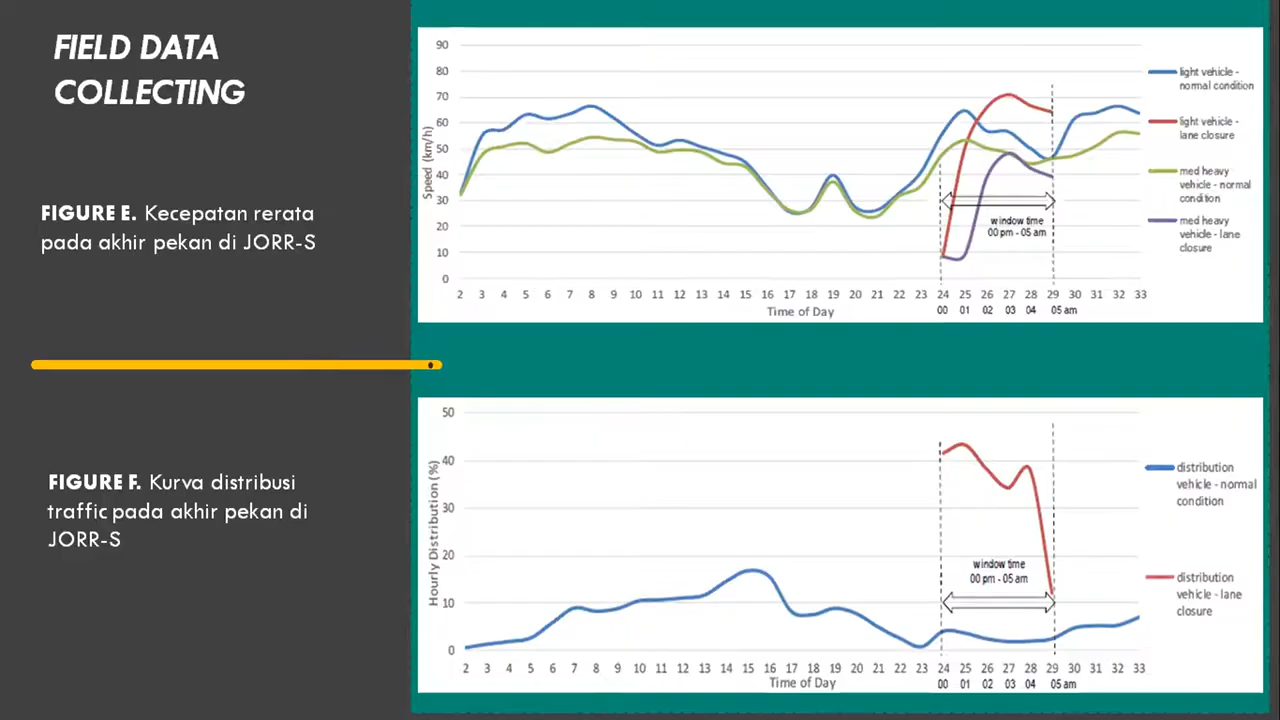 FIELD DATA
COLLECTING
FIGURE E. Kecepatan rerata
pada akhir pekan di JORR-S
Speed (km/h)
90
80
70
60
50
40
30
20
10
0
2 3 4 5 6 7 8 9 10 11 12 13 14 15 16 17 18 19 20 21 22 23 24 25 26 27 28 29 30 31 32 33
00 01 02 03 04 05 am
Time of Day
window time
00 pm - 05 am
light vehicle -
normal condition
light vehicle -
lane closure
med heavy
vehicle - normal
condition
med heavy
vehicle - lane
closure
FIGURE F. Kurva distribusi
traffic pada akhir pekan di
JORR-S
Hourly Distribution (%)
50
40
30
20
10
0
2 3 4 5 6 7 8 9 10 11 12 13 14 15 16 17 18 19 20 21 22 23 24 25 26 27 28 29 30 31 32 33
00 01 02 03 04 05 am
Time of Day
window time
00 pm - 05 am
distribution
vehicle - normal
condition
distribution
vehicle - lane
closure